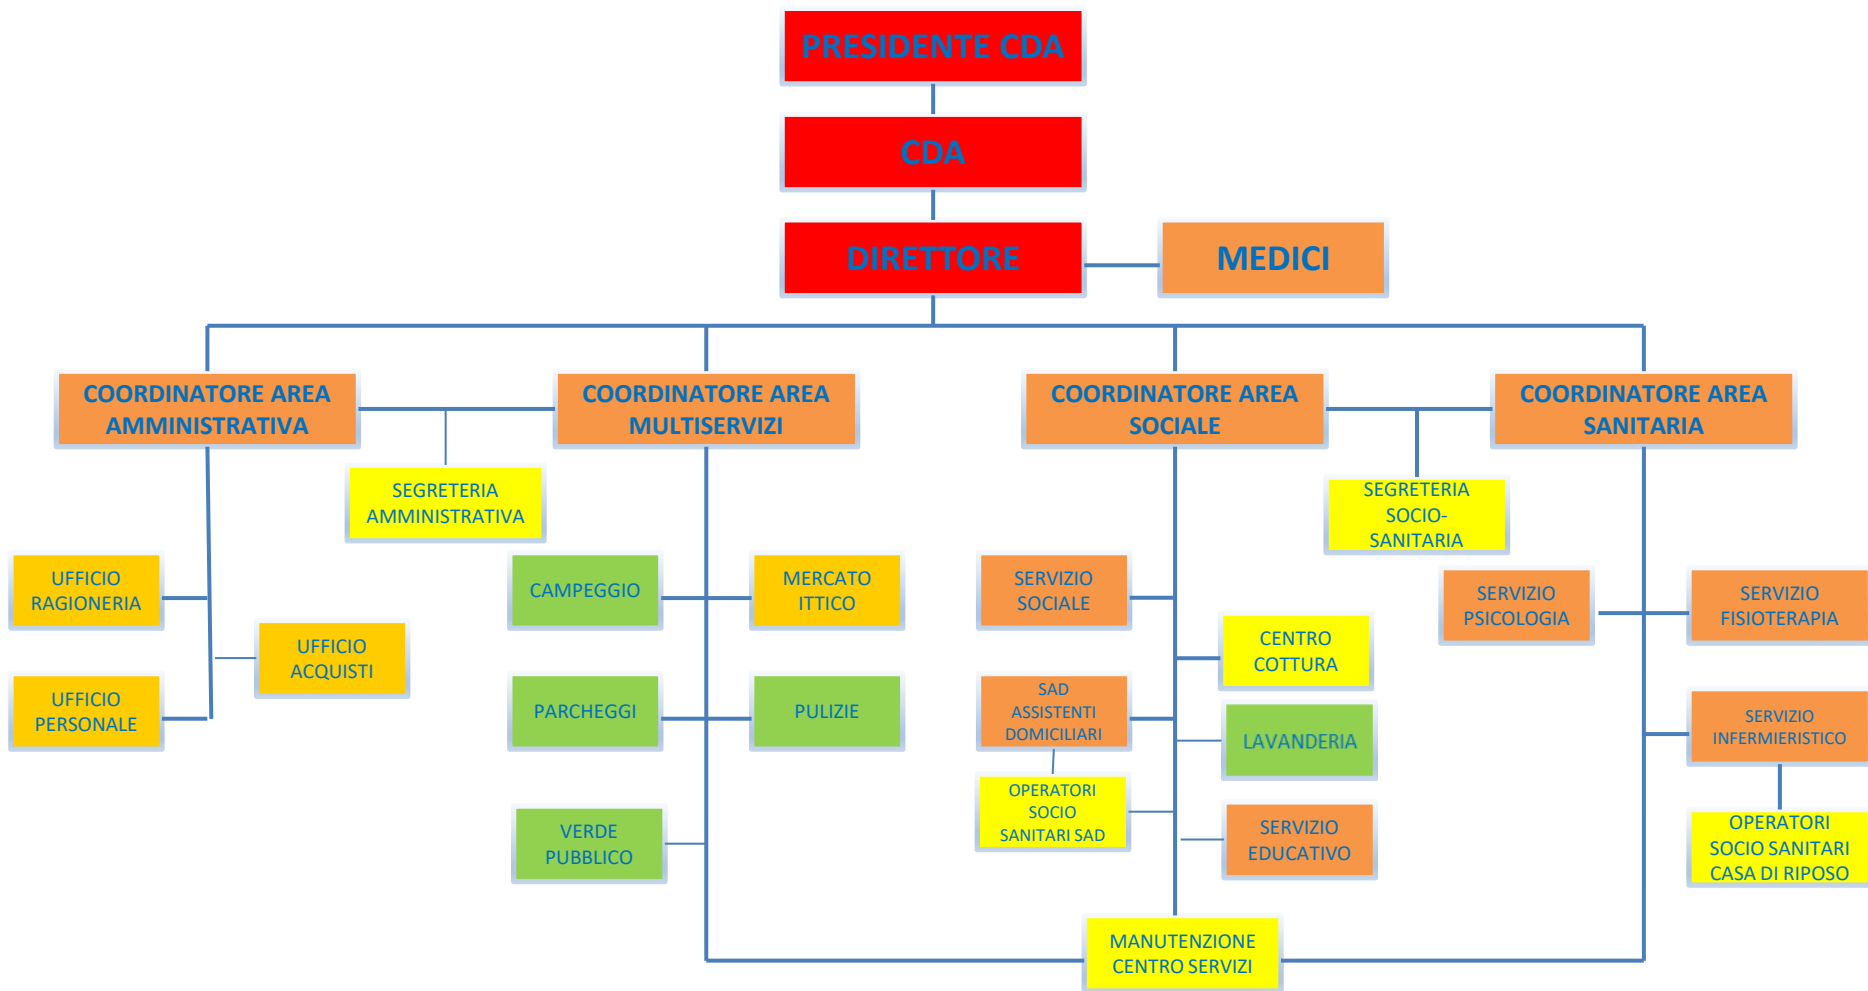 PRESIDENTE CDA
CDA
DIRETTORE
MEDICI
COORDINATORE AREA
AMMINISTRATIVA
COORDINATORE AREA
MULTISERVIZI
COORDINATORE AREA
SOCIALE
COORDINATORE AREA
SANITARIA
SEGRETERIA
AMMINISTRATIVA
SEGRETERIA
SOCIO-
SANITARIA
UFFICIO
RAGIONERIA
CAMPEGGIO
MERCATO
ITTICO
SERVIZIO
SOCIALE
SERVIZIO
PSICOLOGIA
SERVIZIO
FISIOTERAPIA
UFFICIO
ACQUISTI
CENTRO
COTTURA
UFFICIO
PERSONALE
PARCHEGGI
PULIZIE
SAD
ASSISTENTI
DOMICILIARI
LAVANDERIA
SERVIZIO
INFERMIERISTICO
OPERATORI
SOCIO
SANITARI SAD
VERDE
PUBBLICO
SERVIZIO
EDUCATIVO
OPERATORI
SOCIO SANITARI
CASA DI RIPOSO
MANUTENZIONE
CENTRO SERVIZI